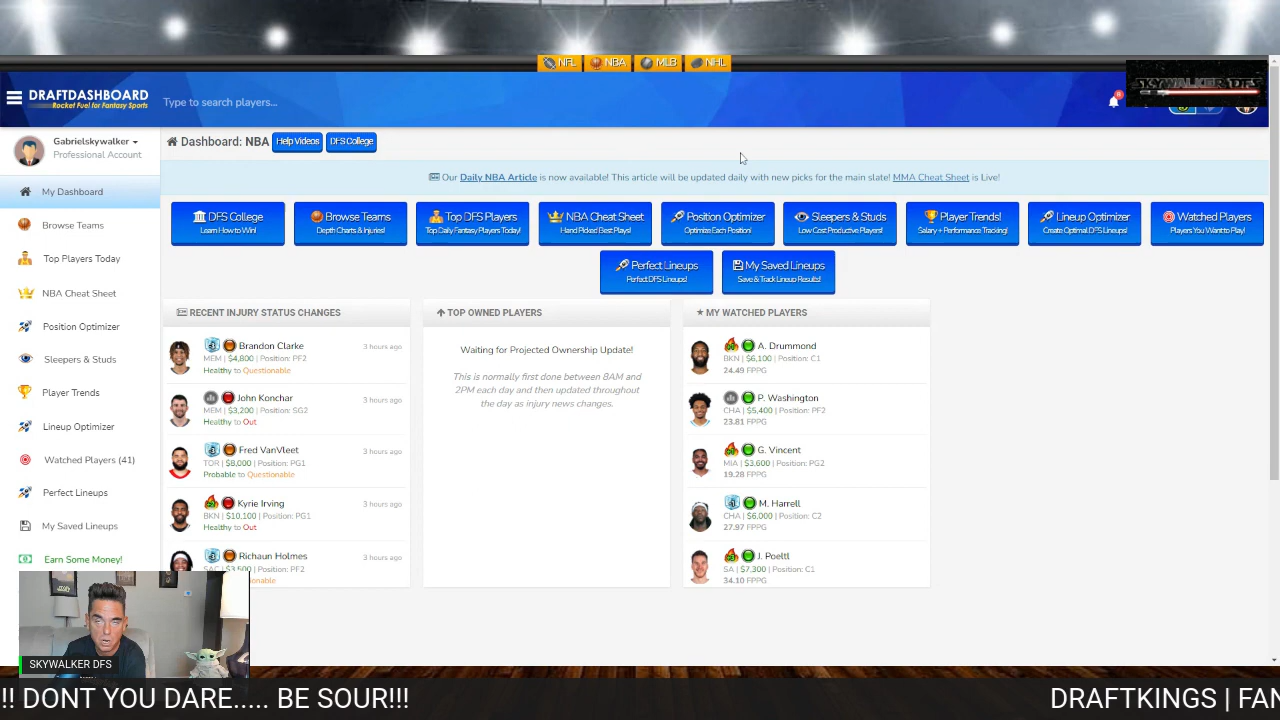 NFL NBA MLB NHL
DRAFTDASHBOARD
Rocket Fuel for Fantasy Sports
Type to search players...
SKYWALKER DFS
Gabrielskywalker
Professional Account
Dashboard: NBA Help Videos DFS College
Our Daily NBA Article is now available! This article will be updated daily with new picks for the main slate! MMA Cheat Sheet is Live!
My Dashboard
Browse Teams
Top Players Today
NBA Cheat Sheet
Position Optimizer
Sleepers & Studs
Player Trends
Lineup Optimizer
Watched Players (41)
Perfect Lineups
My Saved Lineups
Earn Some Money!
DFS College
Learn How to Win!
Browse Teams
Depth Charts & Injuries!
Top DFS Players
Top Daily Fantasy Players Today!
NBA Cheat Sheet
Hand Picked Best Plays!
Position Optimizer
Optimize Each Position!
Sleepers & Studs
Low Cost Productive Players!
Player Trends!
Salary + Performance Tracking!
Lineup Optimizer
Create Optimal DFS Lineups!
Watched Players
Players You Want to Play!
Perfect Lineups
Perfect DFS Lineups!
My Saved Lineups
Save & Track Lineup Results!
RECENT INJURY STATUS CHANGES
Brandon Clarke 3 hours ago
MEM | $4,800 | Position: PF2
Healthy to Questionable
John Konchar 3 hours ago
MEM | $3,200 | Position: SG2
Healthy to Out
Fred VanVleet 3 hours ago
TOR | $8,000 | Position: PG1
Probable to Questionable
Kyrie Irving 3 hours ago
BKN | $10,100 | Position: PG1
Healthy to Out
Richaun Holmes 3 hours ago
SAC | $3,500 | Position: PF2
ionable
TOP OWNED PLAYERS
Waiting for Projected Ownership Update!
This is normally first done between 8AM and
2PM each day and then updated throughout
the day as injury news changes.
MY WATCHED PLAYERS
A. Drummond
BKN | $6,100 | Position: C1
24.49 FPPG
P. Washington
CHA | $5,400 | Position: PF2
23.81 FPPG
G. Vincent
MIA | $3,600 | Position: PG2
19.28 FPPG
M. Harrell
CHA | $6,000 | Position: C2
27.97 FPPG
J. Poeltl
SA | $7,300 | Position: C1
34.10 FPPG
SKYWALKER DFS
!! DONT YOU DARE..... BE SOUR!!! DRAFTKINGS | FAN